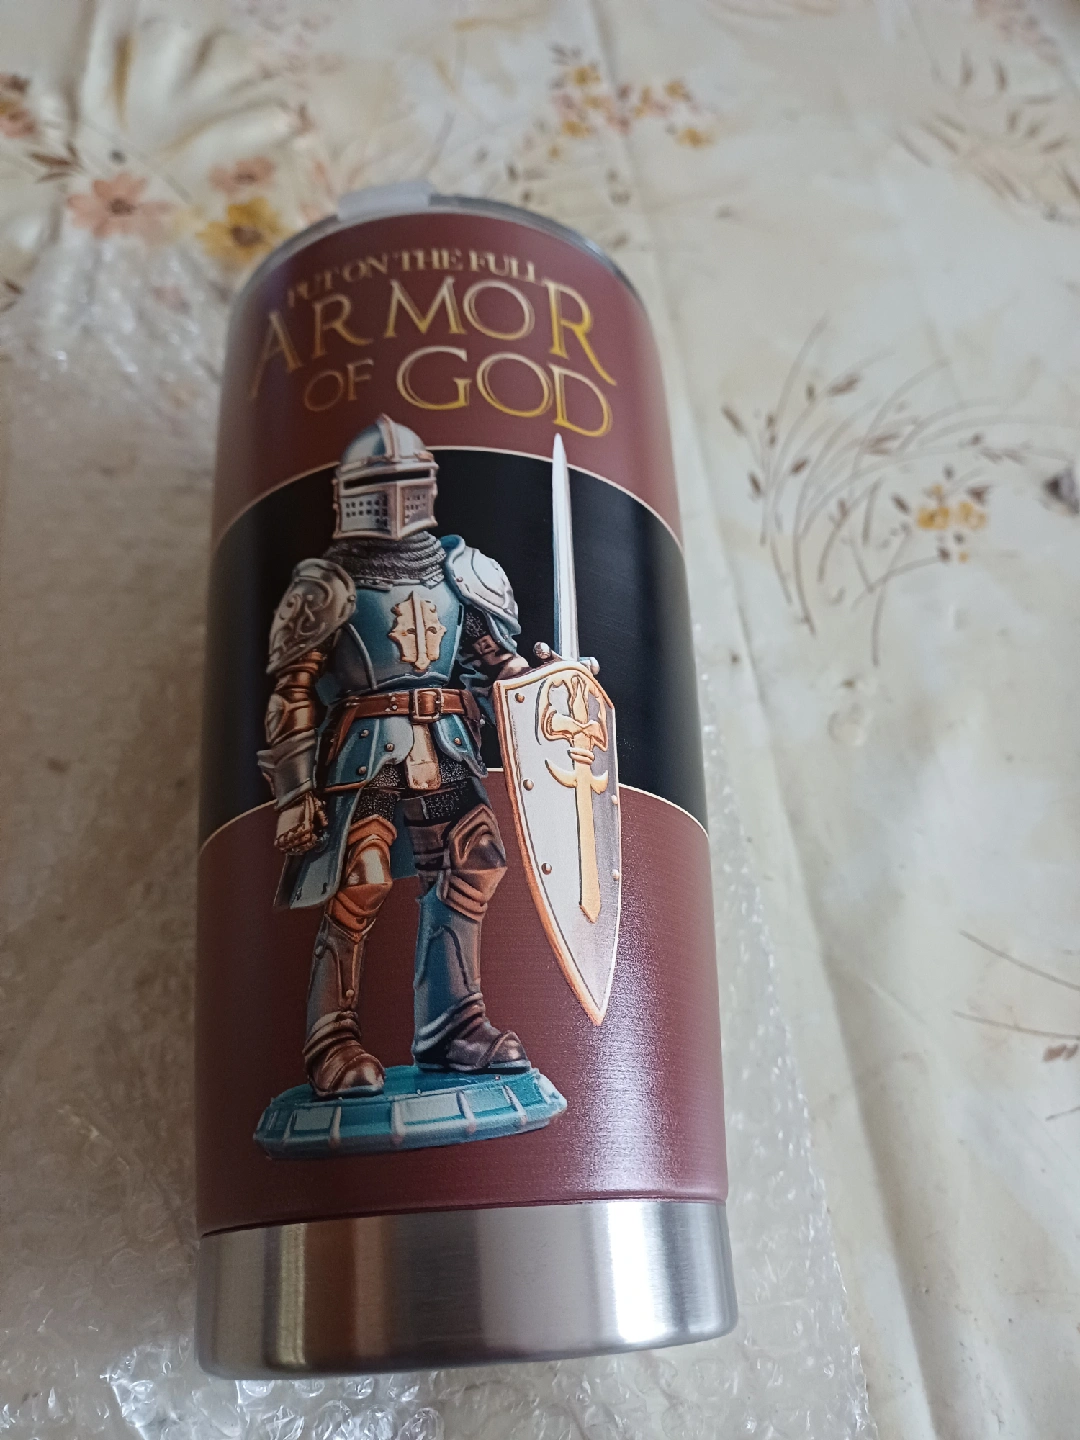 PUT ON THE FULL
ARMOR
OF GOD